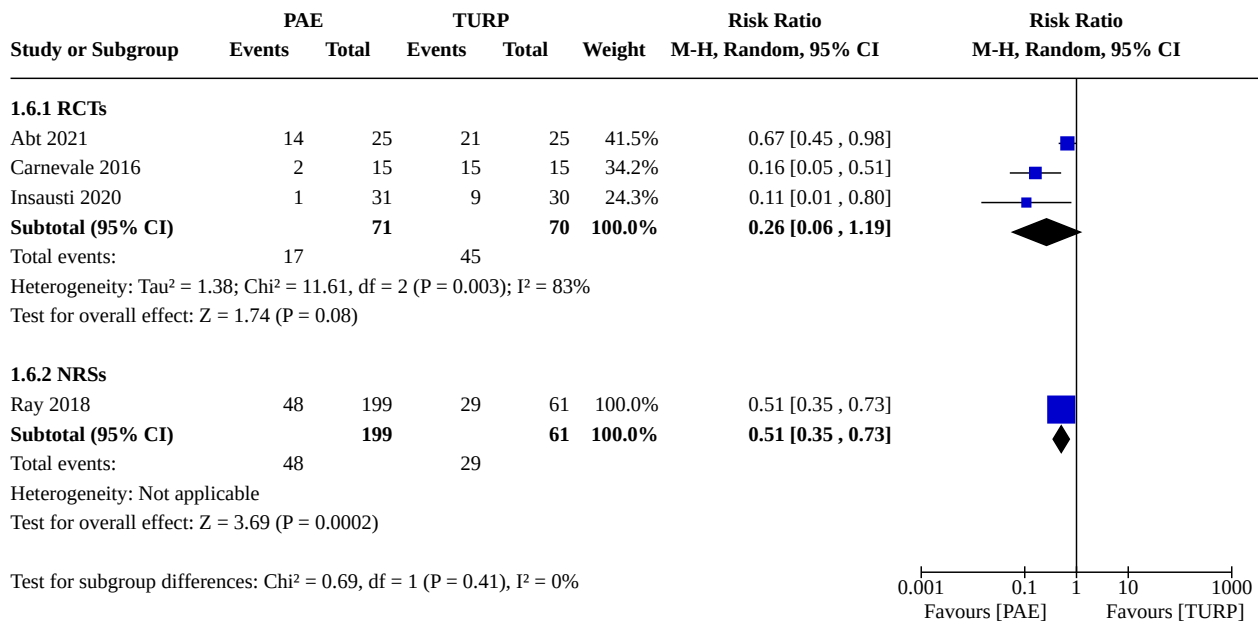 PAE TURP Risk Ratio Risk Ratio
Study or Subgroup Events Total Events Total Weight M-H, Random, 95% CI M-H, Random, 95% CI
1.6.1 RCTs
Abt 2021 14 25 21 25 41.5% 0.67 [0.45 , 0.98]
Carnevale 2016 2 15 15 15 34.2% 0.16 [0.05 , 0.51]
Insausti 2020 1 31 9 30 24.3% 0.11 [0.01 , 0.80]
Subtotal (95% CI) 71 70 100.0% 0.26 [0.06 , 1.19]
Total events: 17 45
Heterogeneity: Tau² = 1.38; Chi² = 11.61, df = 2 (P = 0.003); I² = 83%
Test for overall effect: Z = 1.74 (P = 0.08)
1.6.2 NRSs
Ray 2018 48 199 29 61 100.0% 0.51 [0.35 , 0.73]
Subtotal (95% CI) 199 61 100.0% 0.51 [0.35 , 0.73]
Total events: 48 29
Heterogeneity: Not applicable
Test for overall effect: Z = 3.69 (P = 0.0002)
Test for subgroup differences: Chi² = 0.69, df = 1 (P = 0.41), I² = 0%
0.001 0.1 1 10 1000
Favours [PAE] Favours [TURP]